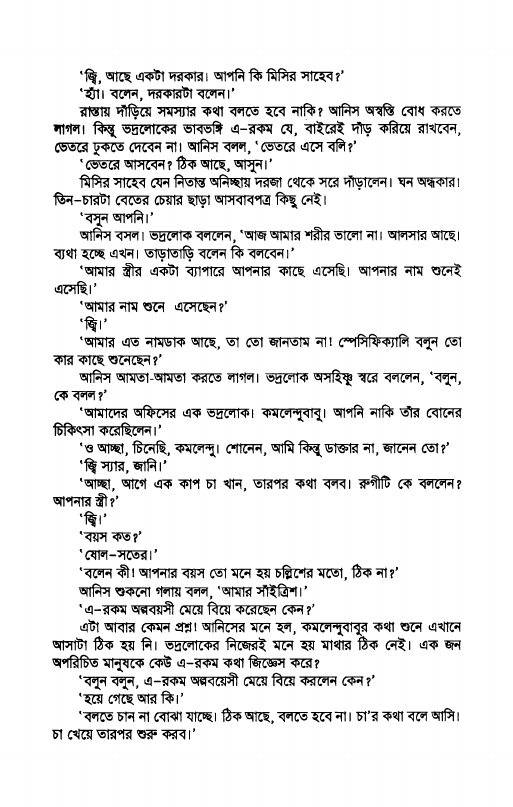 ‘জ্বি, আছে একটা দরকার। আপনি কি মিসির সাহেব?’
‘হ্যাঁ। বলেন, দরকারটা বলেন।’
রাস্তায় দাঁড়িয়ে সমস্যার কথা বলতে হবে নাকি? আনিস অস্বস্তি বোধ করতে
লাগল। কিন্তু ভদ্রলোকের ভাবভঙ্গি এ-রকম যে, বাইরেই দাঁড় করিয়ে রাখবেন,
ভেতরে ঢুকতে দেবেন না। আনিস বলল, ‘ভেতরে এসে বলি?’
‘ভেতরে আসবেন? ঠিক আছে, আসুন।’
মিসির সাহেব যেন নিতান্ত অনিচ্ছায় দরজা থেকে সরে দাঁড়ালেন। ঘন অন্ধকার।
তিন-চারটা বেতের চেয়ার ছাড়া আসবাবপত্র কিছু নেই।
‘বসুন আপনি।’
আনিস বসল। ভদ্রলোক বললেন, ‘আজ আমার শরীর ভালো না। আলসার আছে।
ব্যথা হচ্ছে এখন। তাড়াতাড়ি বলেন কি বলবেন।’
‘আমার স্ত্রীর একটা ব্যাপারে আপনার কাছে এসেছি। আপনার নাম শুনেই
এসেছি।’
‘আমার নাম শুনে এসেছেন?’
‘জ্বি।’
‘আমার এত নামডাক আছে, তা তো জানতাম না! স্পেসিফিক্যালি বলুন তো
কার কাছে শুনেছেন?’
আনিস আমতা-আমতা করতে লাগল। ভদ্রলোক অসহিষ্ণু স্বরে বললেন, ‘বলুন,
কে বলল?’
‘আমাদের অফিসের এক ভদ্রলোক। কমলেন্দুবাবু। আপনি নাকি তাঁর বোনের
চিকিৎসা করেছিলেন।’
‘ও আচ্ছা, চিনেছি, কমলেন্দু। শোনেন, আমি কিন্তু ডাক্তার না, জানেন তো?’
‘জ্বি স্যার, জানি।’
‘আচ্ছা, আগে এক কাপ চা খান, তারপর কথা বলব। রুগীটি কে বললেন?
আপনার স্ত্রী?’
‘জ্বি।’
‘বয়স কত?’
‘ষোল-সতের।’
‘বলেন কী! আপনার বয়স তো মনে হয় চল্লিশের মতো, ঠিক না?’
আনিস শুকনো গলায় বলল, ‘আমার সাঁইত্রিশ।’
‘এ-রকম অল্পবয়সী মেয়ে বিয়ে করেছেন কেন?’
এটা আবার কেমন প্রশ্ন! আনিসের মনে হল, কমলেন্দুবাবুর কথা শুনে এখানে
আসাটা ঠিক হয় নি। ভদ্রলোকের নিজেরই মনে হয় মাথার ঠিক নেই। এক জন
অপরিচিত মানুষকে কেউ এ-রকম কথা জিজ্ঞেস করে?
‘বলুন বলুন, এ-রকম অল্পবয়েসী মেয়ে বিয়ে করলেন কেন?’
‘হয়ে গেছে আর কি।’
‘বলতে চান না বোঝা যাচ্ছে। ঠিক আছে, বলতে হবে না। চা’র কথা বলে আসি।
চা খেয়ে তারপর শুরু করব।’